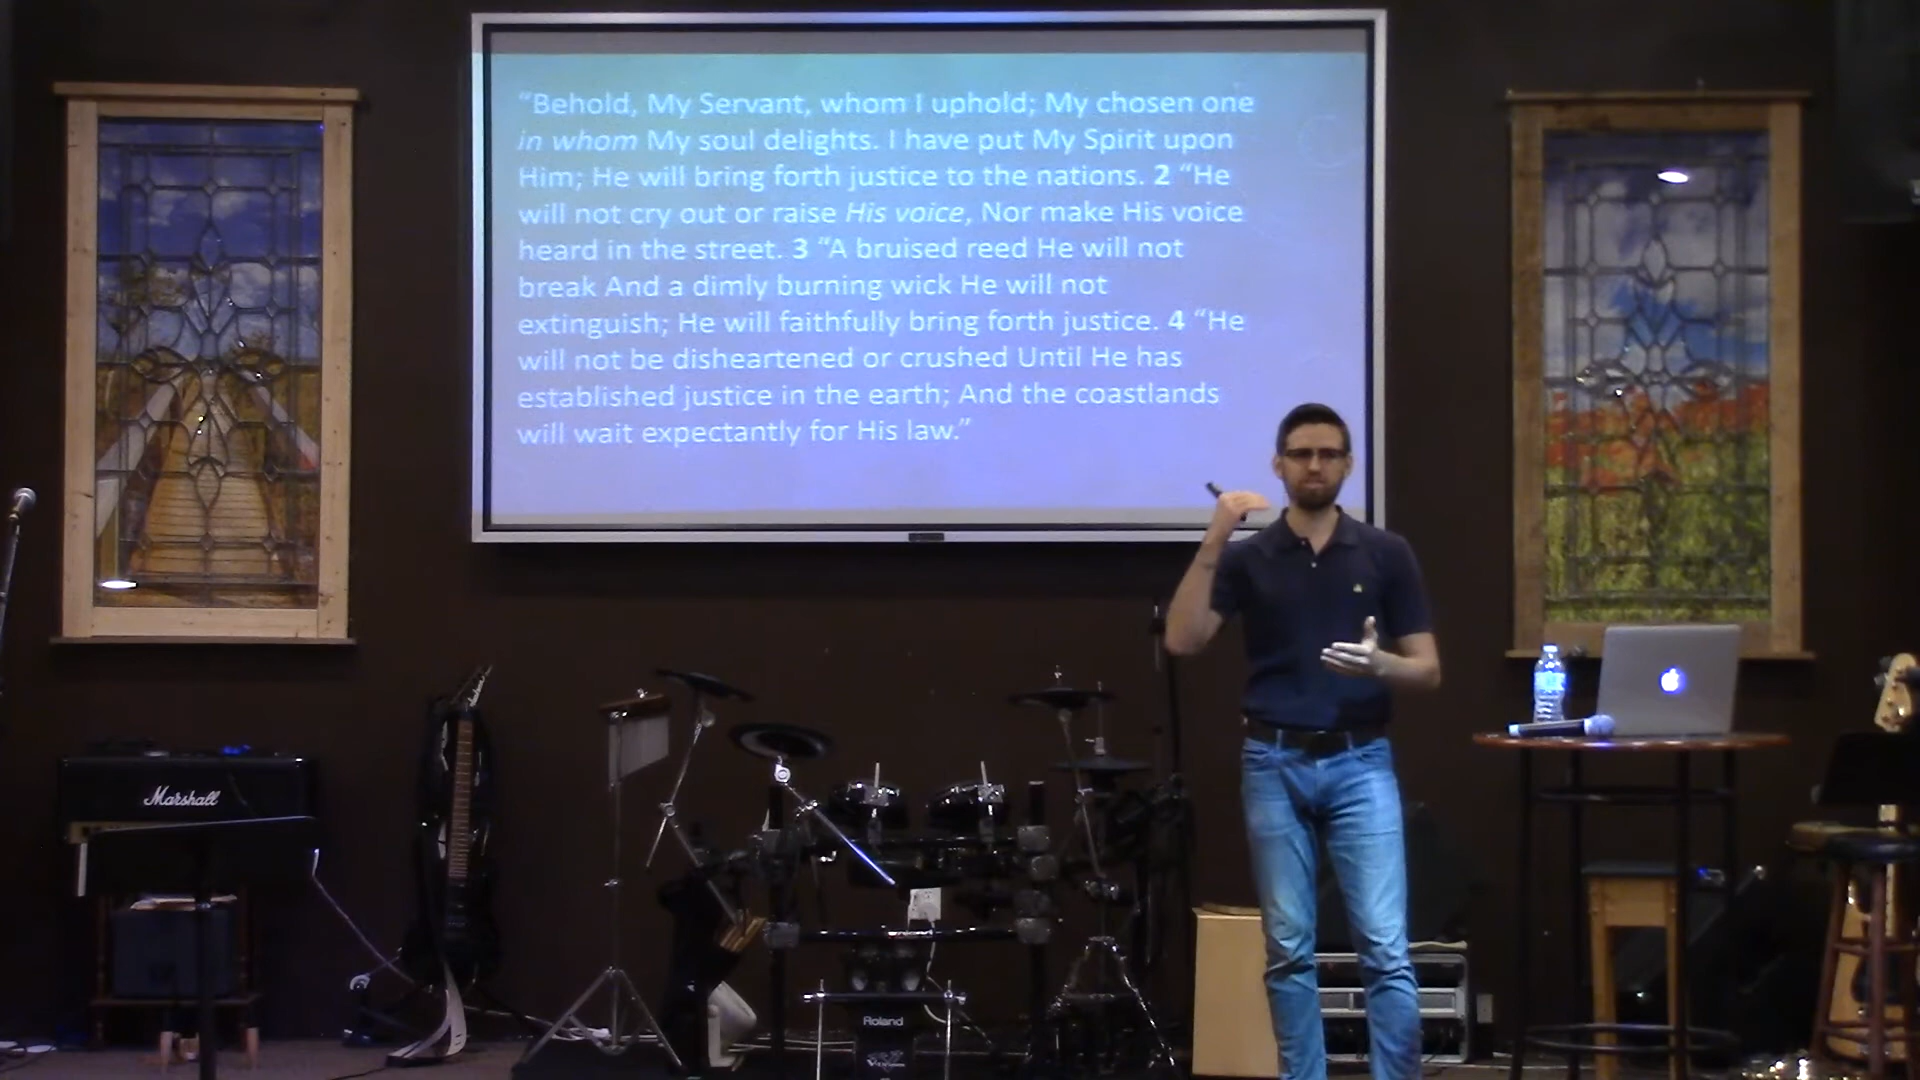 “Behold, My Servant, whom I uphold; My chosen one
in whom My soul delights. I have put My Spirit upon
Him; He will bring forth justice to the nations. 2 “He
will not cry out or raise His voice, Nor make His voice
heard in the street. 3 “A bruised reed He will not
break And a dimly burning wick He will not
extinguish; He will faithfully bring forth justice. 4 “He
will not be disheartened or crushed Until He has
established justice in the earth; And the coastlands
will wait expectantly for His law.”
Marshall
Roland